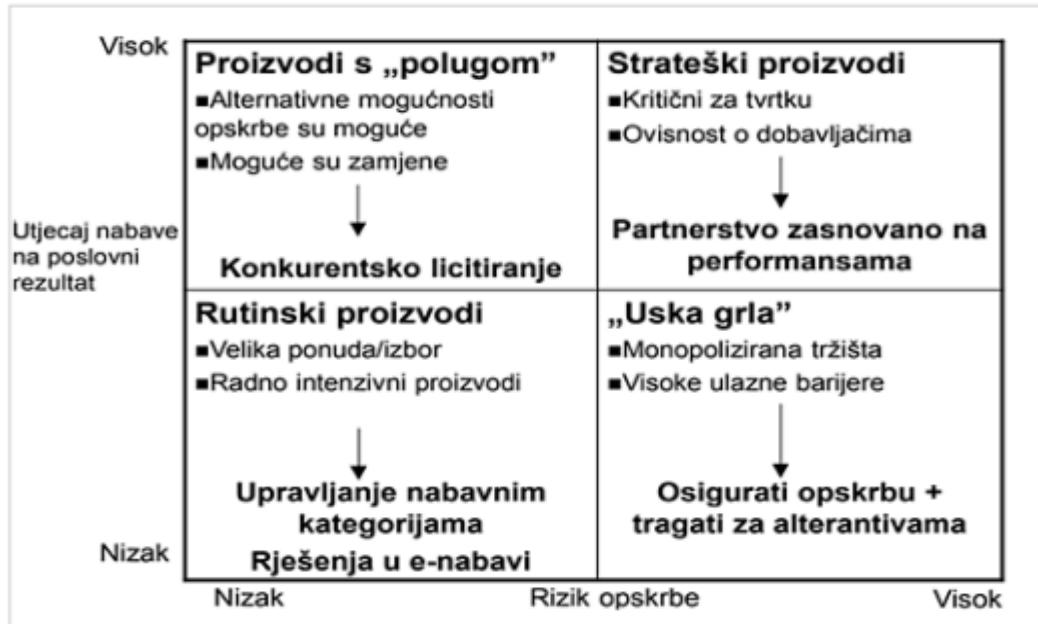 Visok
Proizvodi s „polugom”
■Alternativne mogućnosti
opskrbe su moguće
■Moguće su zamjene
Konkurentsko licitiranje
Strateški proizvodi
■Kritični za tvrtku
■Ovisnost o dobavljačima
Partnerstvo zasnovano na
performansama
Utjecaj nabave
na poslovni
rezultat
Rutinski proizvodi
■Velika ponuda/izbor
■Radno intenzivni proizvodi
Upravljanje nabavnim
kategorijama
Rješenja u e-nabavi
„Uska grla”
■Monopolizirana tržišta
■Visoke ulazne barijere
Osigurati opskrbu +
tragati za alterantivama
Nizak
Nizak
Rizik opskrbe
Visok